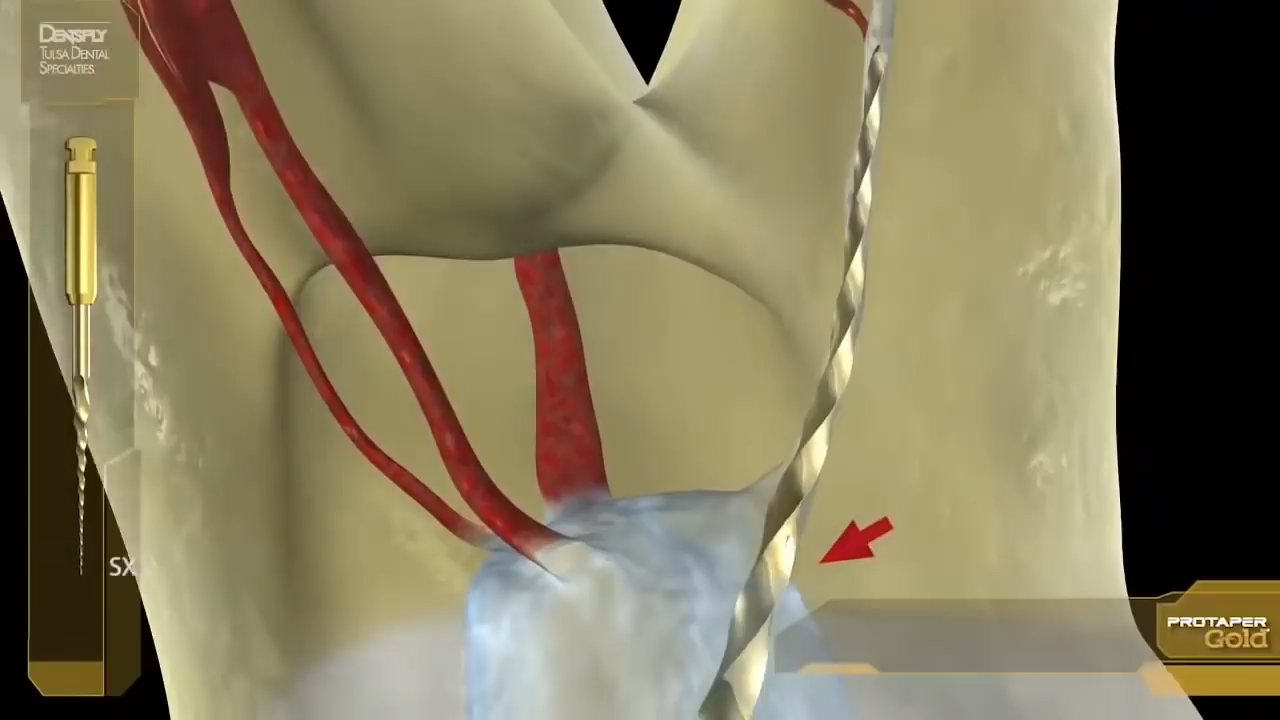 DENTSPLY
TULSA DENTAL
SPECIALTIES
SX
PROTAPER
Gold